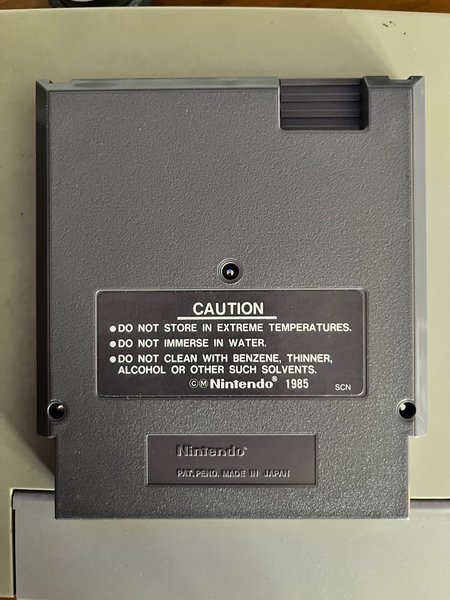 CAUTION
●DO NOT STORE IN EXTREME TEMPERATURES.
●DO NOT IMMERSE IN WATER.
●DO NOT CLEAN WITH BENZENE, THINNER,
ALCOHOL OR OTHER SUCH SOLVENTS.
©Ⓜ Nintendo® 1985 SCN
Nintendo®
PAT.PEND. MADE IN JAPAN